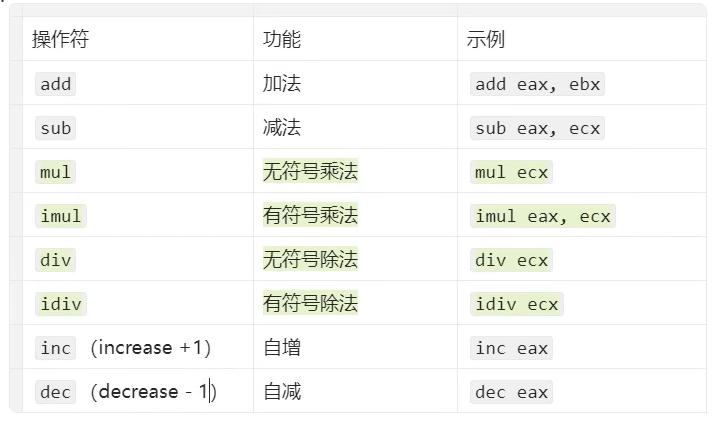 操作符 功能 示例
add 加法 add eax, ebx
sub 减法 sub eax, ecx
mul 无符号乘法 mul ecx
imul 有符号乘法 imul eax, ecx
div 无符号除法 div ecx
idiv 有符号除法 idiv ecx
inc （increase +1） 自增 inc eax
dec （decrease - 1） 自减 dec eax